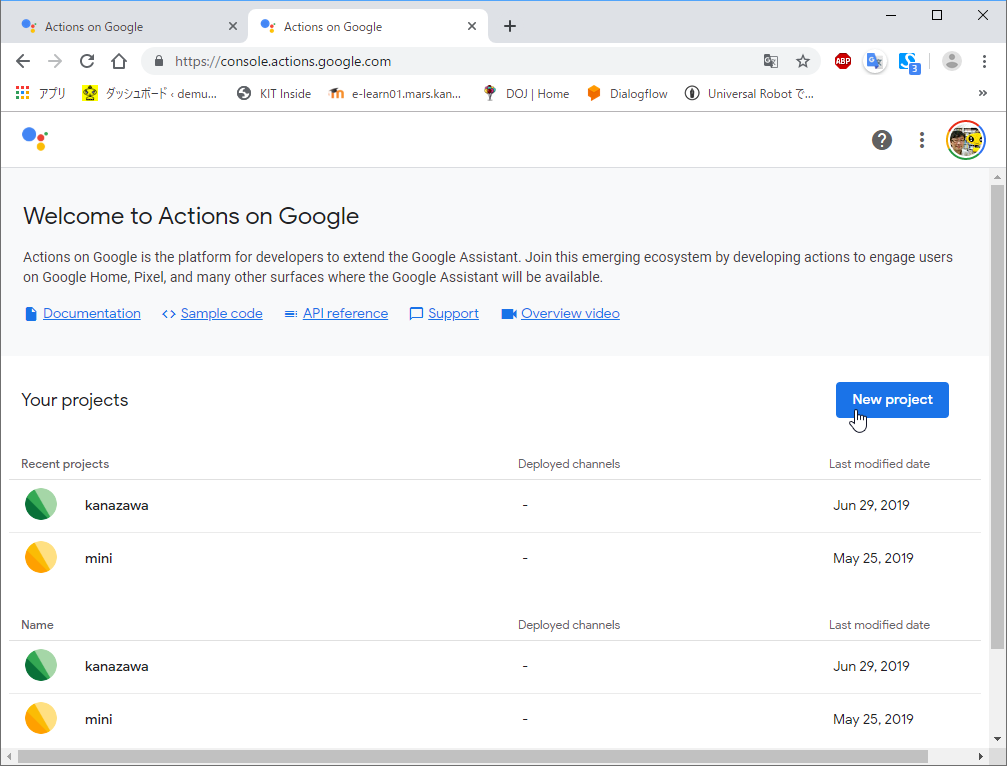 Actions on Google
Actions on Google
https://console.actions.google.com
ABP
3
アプリ
ダッシュボード ‹ demu...
KIT Inside
e-learn01.mars.kan...
DOJ | Home
Dialogflow
Universal Robot で...
»
Welcome to Actions on Google
Actions on Google is the platform for developers to extend the Google Assistant. Join this emerging ecosystem by developing actions to engage users
on Google Home, Pixel, and many other surfaces where the Google Assistant will be available.
Documentation
Sample code
API reference
Support
Overview video
Your projects
New project
Recent projects Deployed channels Last modified date
kanazawa - Jun 29, 2019
mini - May 25, 2019
Name Deployed channels Last modified date
kanazawa - Jun 29, 2019
mini - May 25, 2019